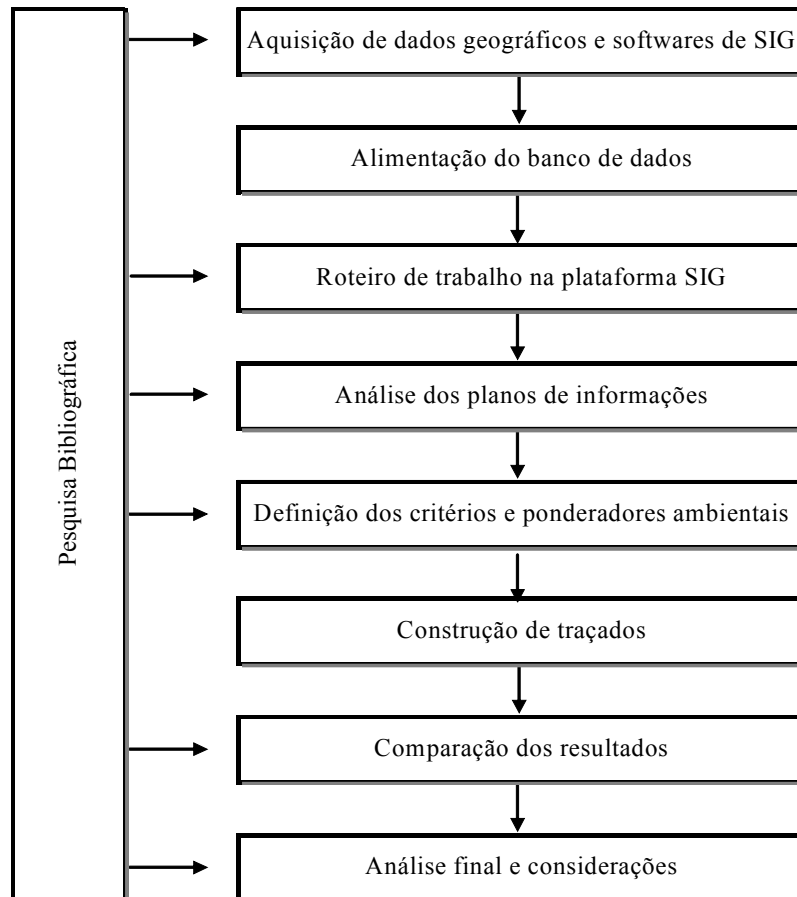 Pesquisa Bibliográfica
Aquisição de dados geográficos e softwares de SIG
Alimentação do banco de dados
Roteiro de trabalho na plataforma SIG
Análise dos planos de informações
Definição dos critérios e ponderadores ambientais
Construção de traçados
Comparação dos resultados
Análise final e considerações